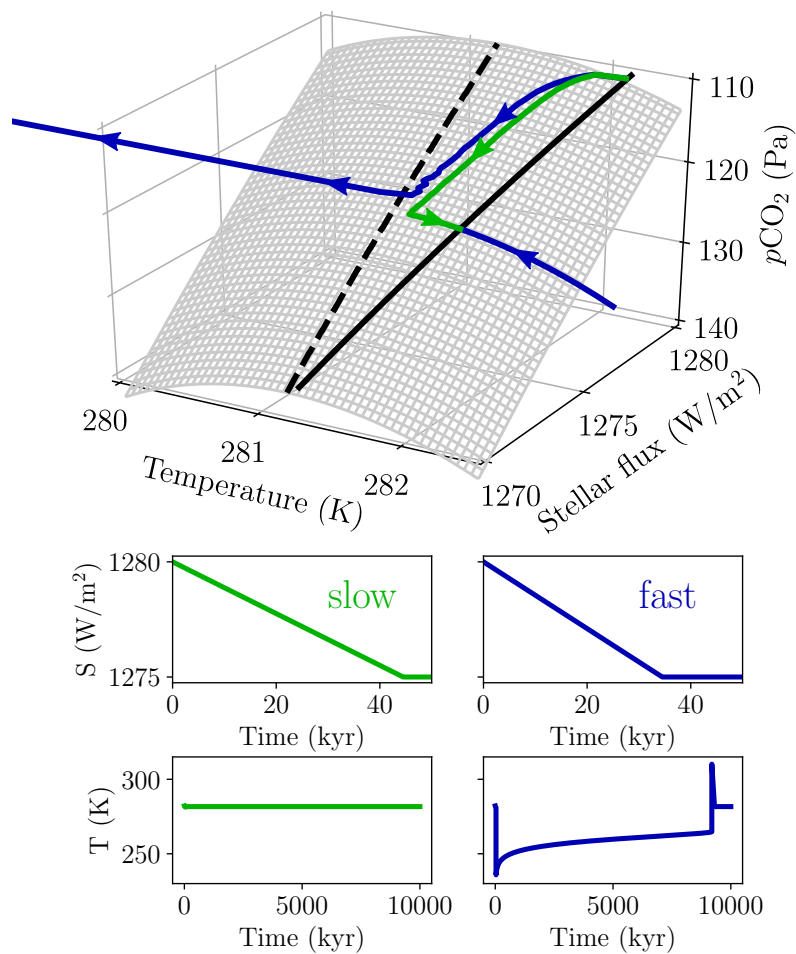 110
120
130
140
pCO₂ (Pa)
1280
1275
1270
Stellar flux (W/m²)
280
281
282
Temperature (K)
1280
1275
S (W/m²)
slow
0 20 40
Time (kyr)
fast
0 20 40
Time (kyr)
300
250
T (K)
0 5000 10000
Time (kyr)
0 5000 10000
Time (kyr)